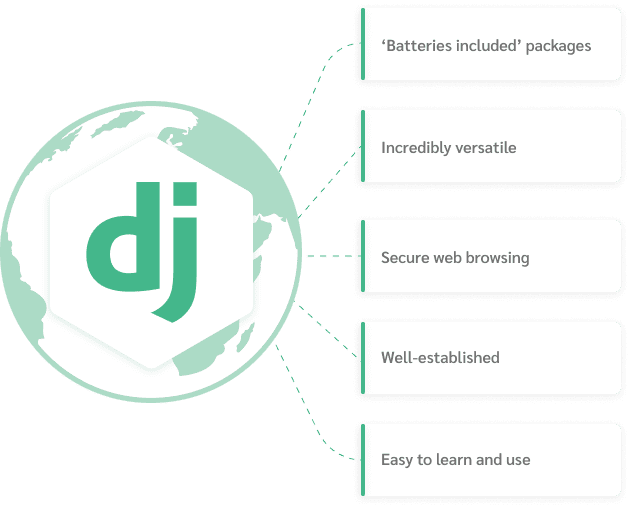 ‘Batteries included’ packages
Incredibly versatile
dj
Secure web browsing
Well-established
Easy to learn and use